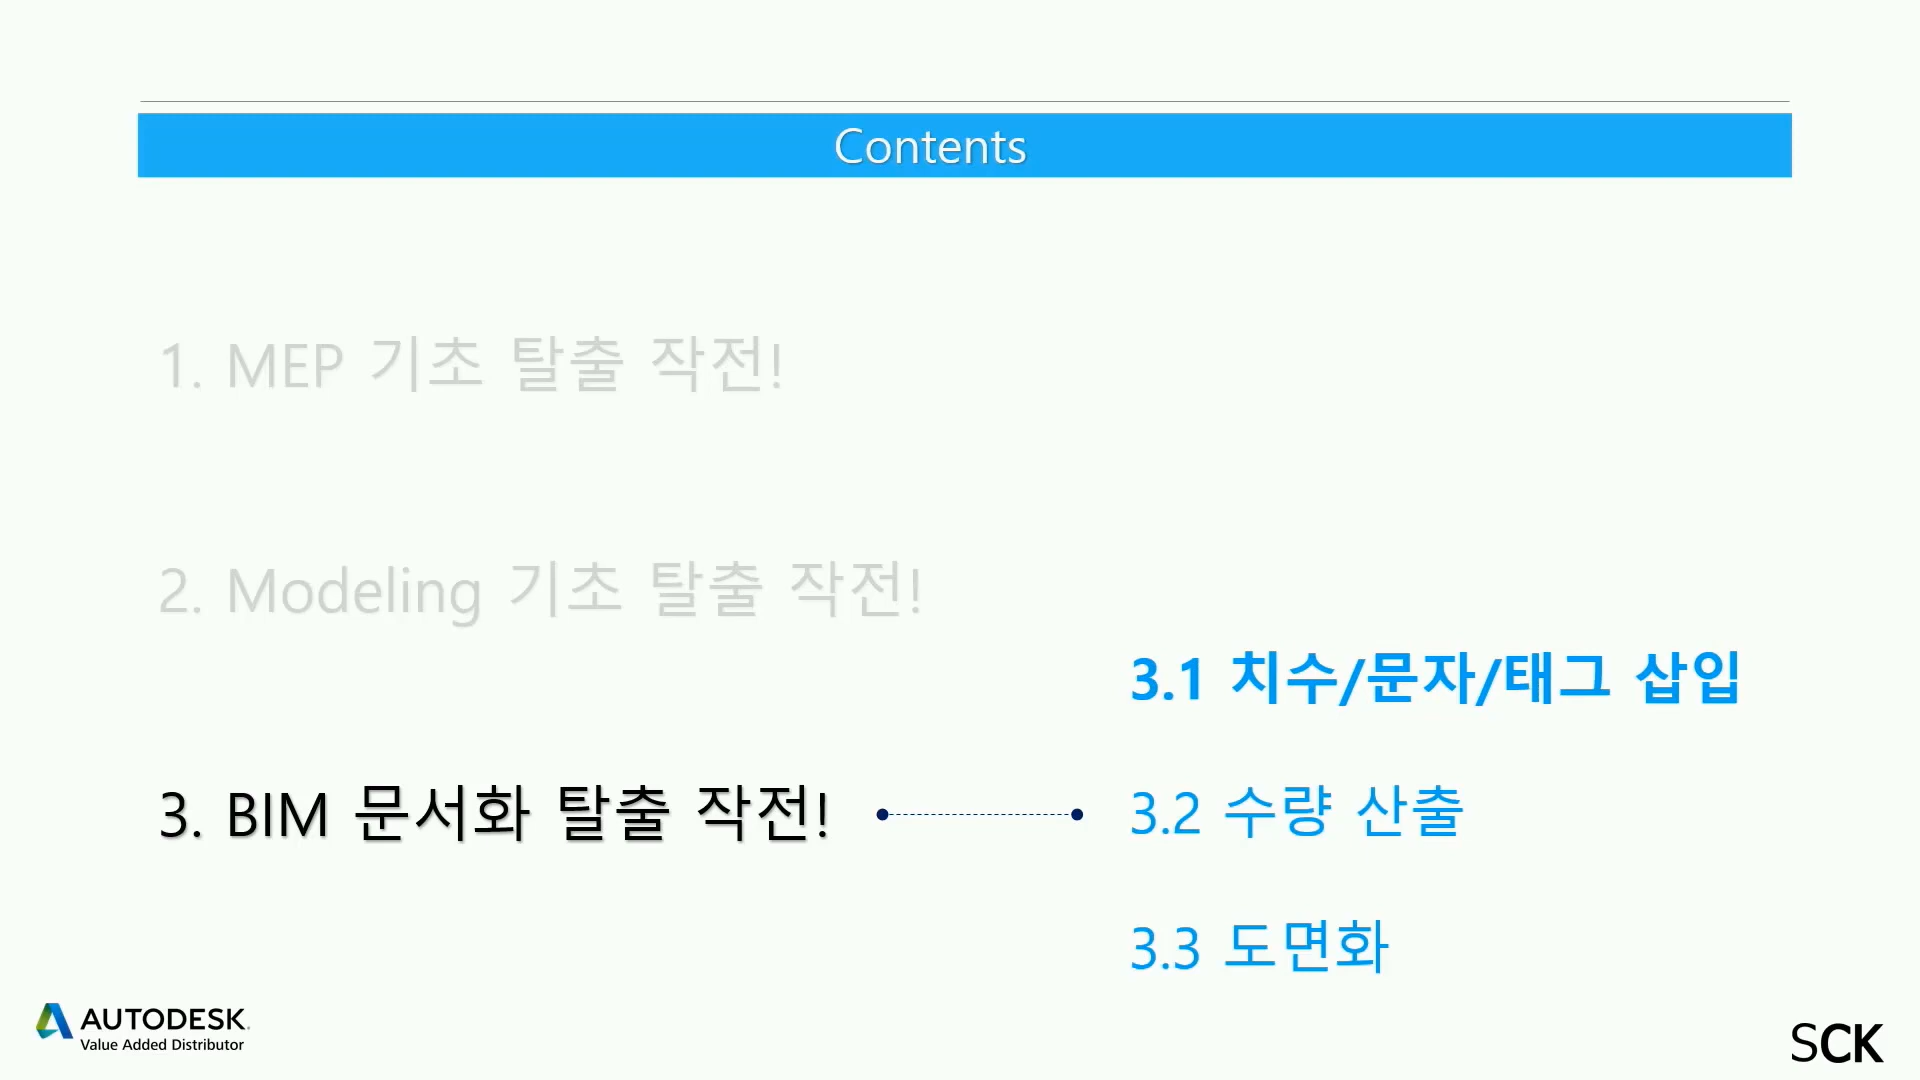 Contents
1. MEP 기초 탈출 작전!
2. Modeling 기초 탈출 작전!
3. BIM 문서화 탈출 작전!
3.1 치수/문자/태그 삽입
3.2 수량 산출
3.3 도면화
AUTODESK.
Value Added Distributor
SCK